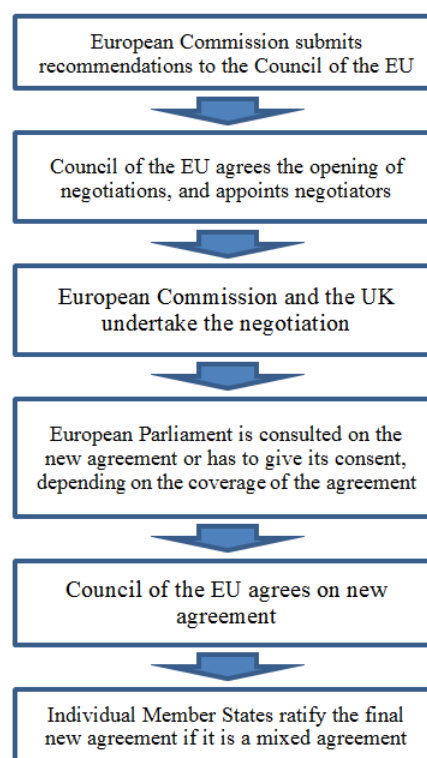 European Commission submits
recommendations to the Council of the EU
Council of the EU agrees the opening of
negotiations, and appoints negotiators
European Commission and the UK
undertake the negotiation
European Parliament is consulted on the
new agreement or has to give its consent,
depending on the coverage of the agreement
Council of the EU agrees on new
agreement
Individual Member States ratify the final
new agreement if it is a mixed agreement